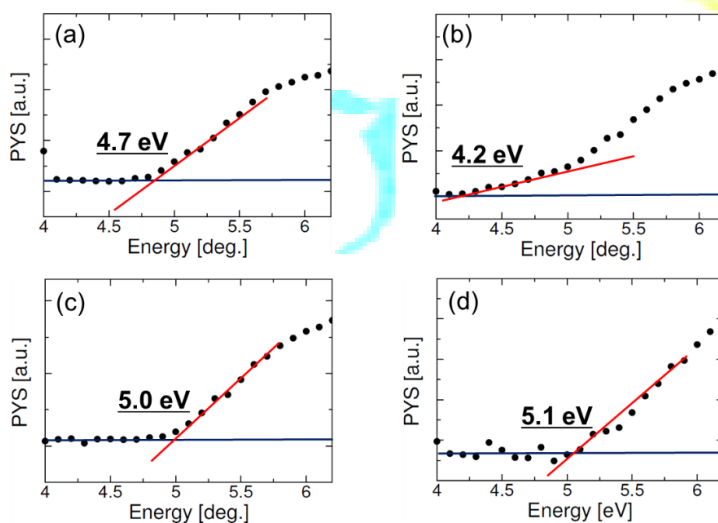 (a)
PYS [a.u.]
4.7 eV
4 4.5 5 5.5 6
Energy [deg.]
(b)
PYS [a.u.]
4.2 eV
4 4.5 5 5.5 6
Energy [deg.]
(c)
PYS [a.u.]
5.0 eV
4 4.5 5 5.5 6
Energy [deg.]
(d)
PYS [a.u.]
5.1 eV
4 4.5 5 5.5 6
Energy [eV]